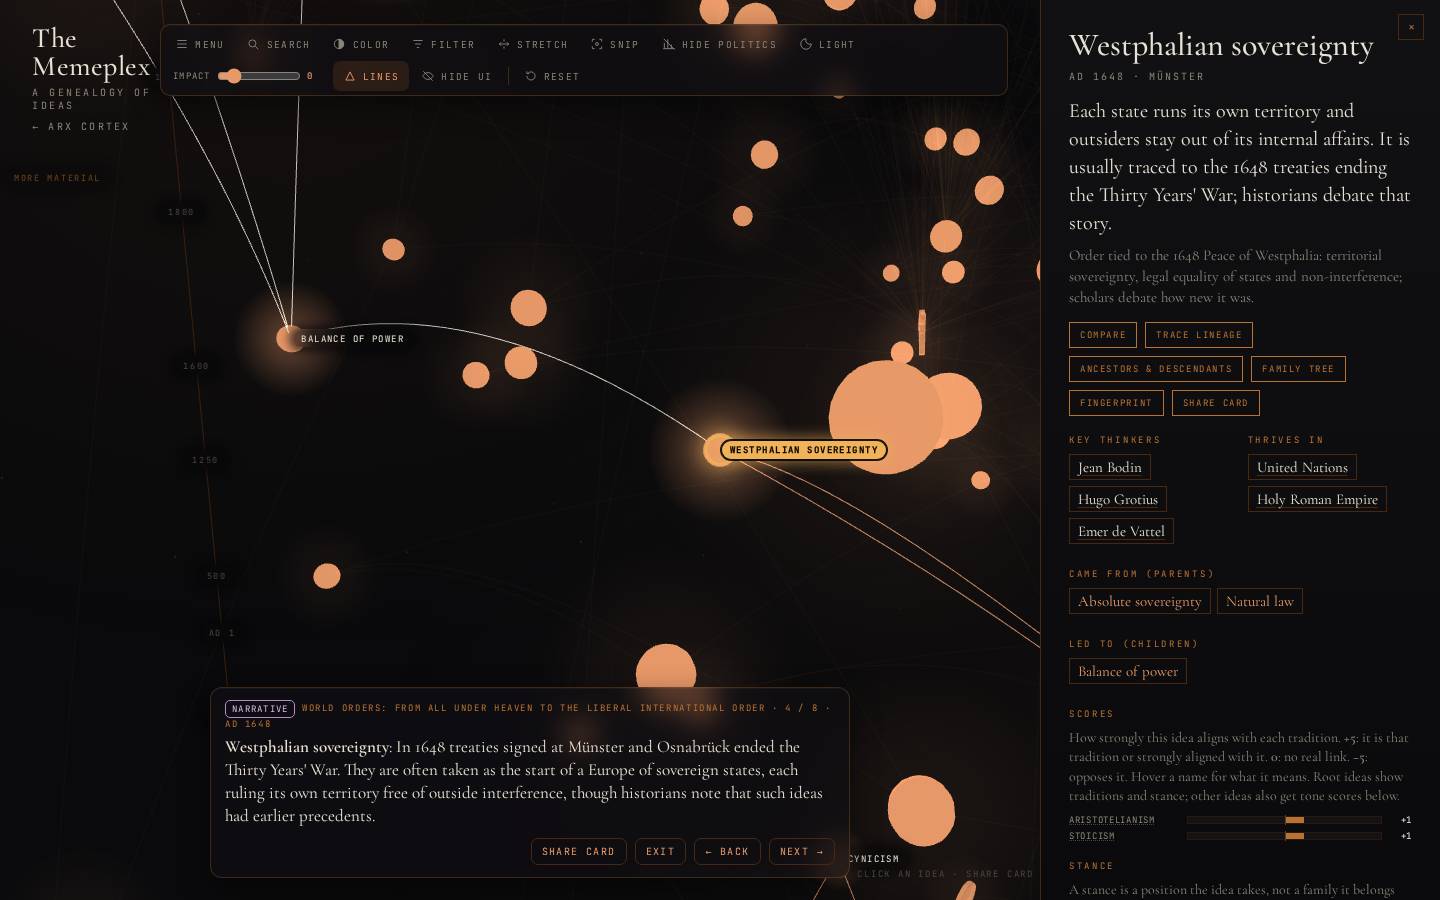 The
Memeplex
A GENEALOGY OF
IDEAS
← ARX CORTEX
MENU
SEARCH
COLOR
FILTER
STRETCH
SNIP
HIDE POLITICS
LIGHT
IMPACT
0
LINES
HIDE UI
RESET
MORE MATERIAL
1800
1600
1250
500
AD 1
BALANCE OF POWER
WESTPHALIAN SOVEREIGNTY
CYNICISM
CLICK AN IDEA · SHARE CARD
NARRATIVE WORLD ORDERS: FROM ALL UNDER HEAVEN TO THE LIBERAL INTERNATIONAL ORDER · 4 / 8 ·
AD 1648
Westphalian sovereignty: In 1648 treaties signed at Münster and Osnabrück ended the
Thirty Years' War. They are often taken as the start of a Europe of sovereign states, each
ruling its own territory free of outside interference, though historians note that such ideas
had earlier precedents.
SHARE CARD
EXIT
← BACK
NEXT →
×
Westphalian sovereignty
AD 1648 · MÜNSTER
Each state runs its own territory and
outsiders stay out of its internal affairs. It is
usually traced to the 1648 treaties ending
the Thirty Years' War; historians debate that
story.
Order tied to the 1648 Peace of Westphalia: territorial
sovereignty, legal equality of states and non-interference;
scholars debate how new it was.
COMPARE
TRACE LINEAGE
ANCESTORS & DESCENDANTS
FAMILY TREE
FINGERPRINT
SHARE CARD
KEY THINKERS
Jean Bodin
Hugo Grotius
Emer de Vattel
THRIVES IN
United Nations
Holy Roman Empire
CAME FROM (PARENTS)
Absolute sovereignty
Natural law
LED TO (CHILDREN)
Balance of power
SCORES
How strongly this idea aligns with each tradition. +5: it is that
tradition or strongly aligned with it. 0: no real link. −5:
opposes it. Hover a name for what it means. Root ideas show
traditions and stance; other ideas also get tone scores below.
ARISTOTELIANISM +1
STOICISM +1
STANCE
A stance is a position the idea takes, not a family it belongs